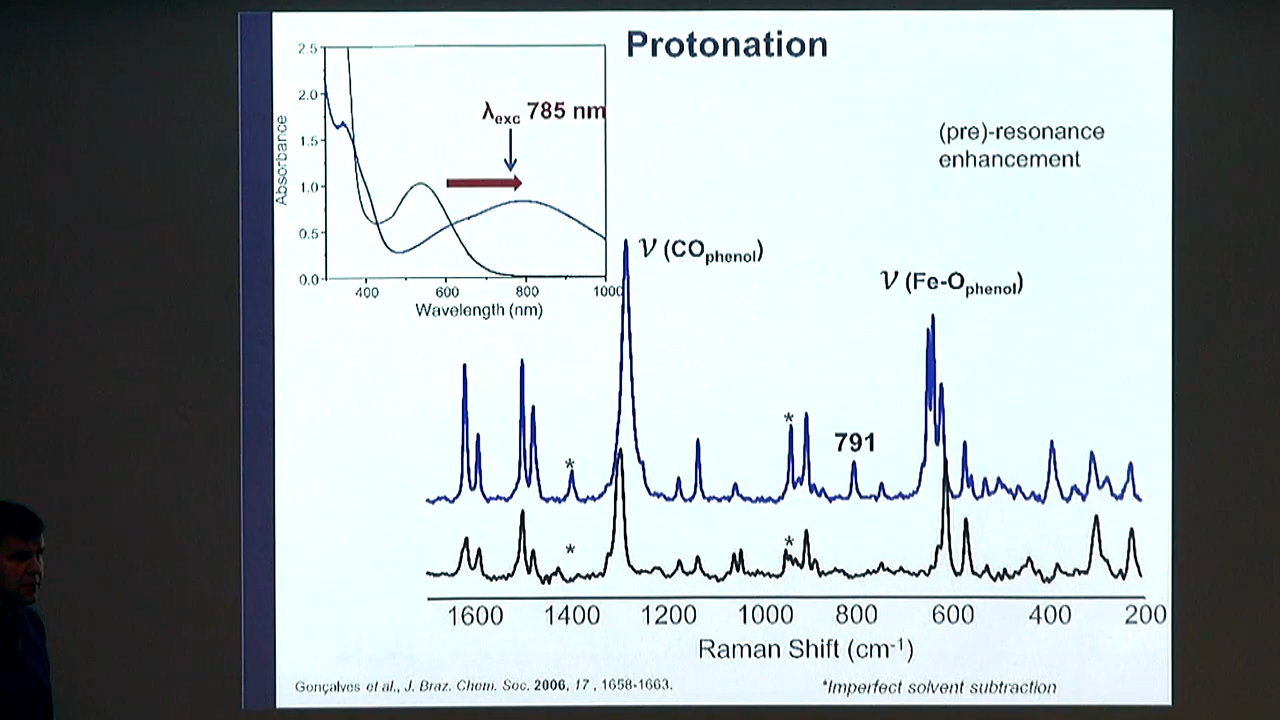 Protonation
2.5
2.0
1.5
1.0
0.5
0.0
Absorbance
λexc 785 nm
400 600 800 1000
Wavelength (nm)
(pre)-resonance
enhancement
ν (COphenol)
ν (Fe-Ophenol)
*
*
791
*
*
1600 1400 1200 1000 800 600 400 200
Raman Shift (cm-1)
Gonçalves et al., J. Braz. Chem. Soc. 2006, 17 , 1658-1663.
*Imperfect solvent subtraction